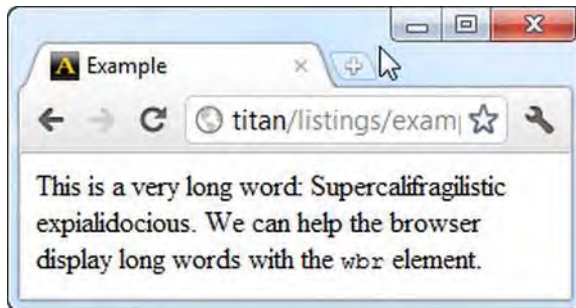 A Example
titan/listings/examp
This is a very long word: Supercalifragilistic
expialidocious. We can help the browser
display long words with the wbr element.